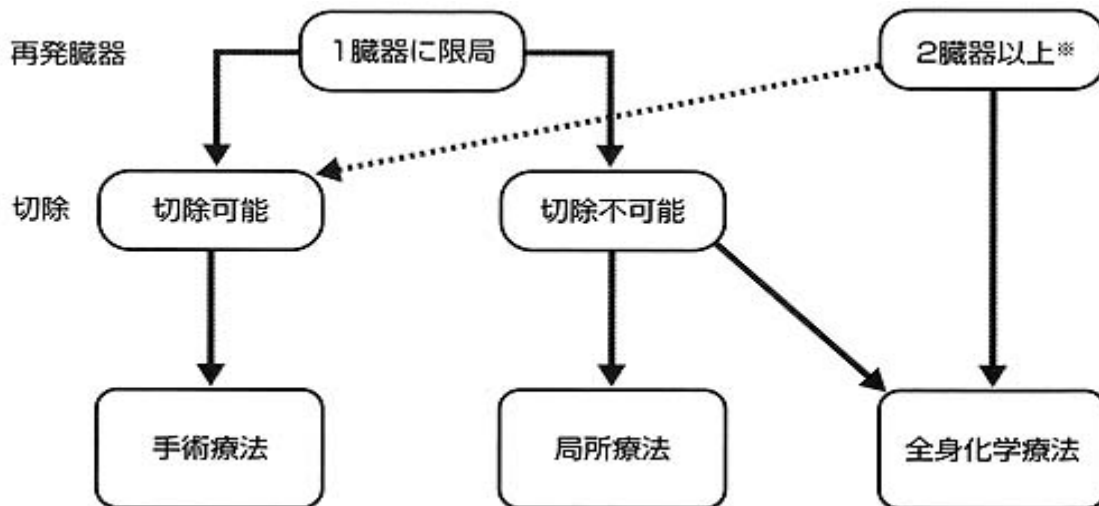 再発臓器
1臓器に限局
2臓器以上※
切除
切除可能
切除不可能
手術療法
局所療法
全身化学療法